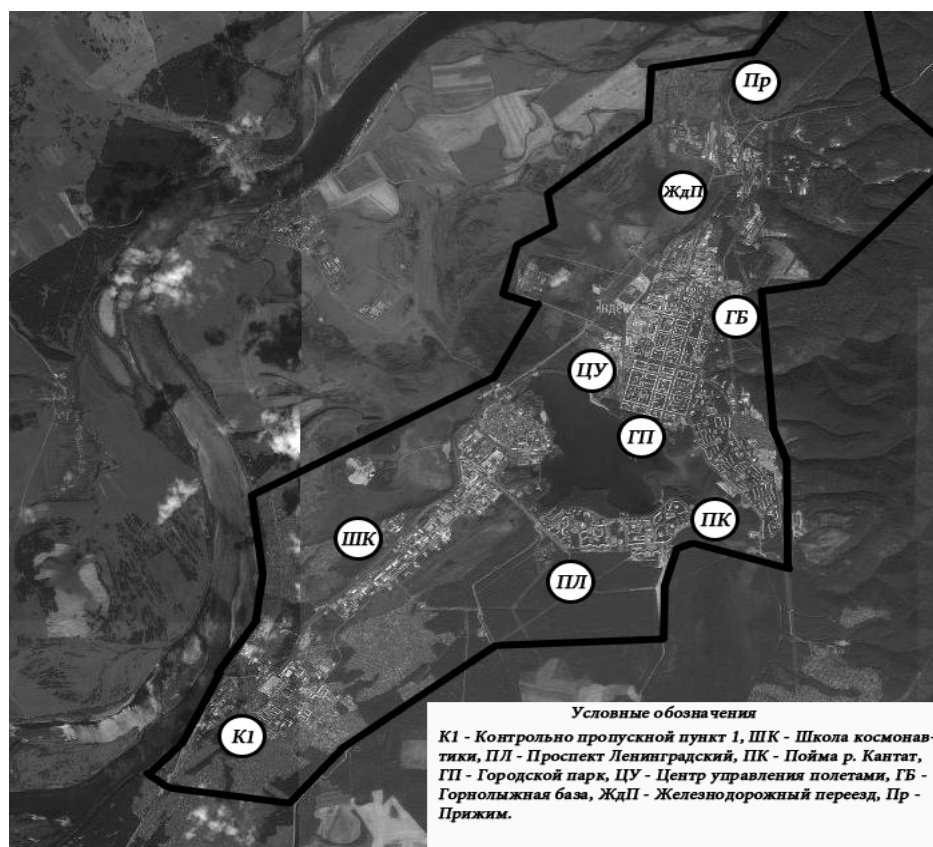 Пр
ЖдП
ГБ
ЦУ
ГП
ПК
ШК
ПЛ
К1
Условные обозначения
К1 - Контрольно пропускной пункт 1, ШК - Школа космонав-
тики, ПЛ - Проспект Ленинградский, ПК - Пойма р. Кантат,
ГП - Городской парк, ЦУ - Центр управления полетами, ГБ -
Горнолыжная база, ЖдП - Железнодорожный переезд, Пр -
Прижим.